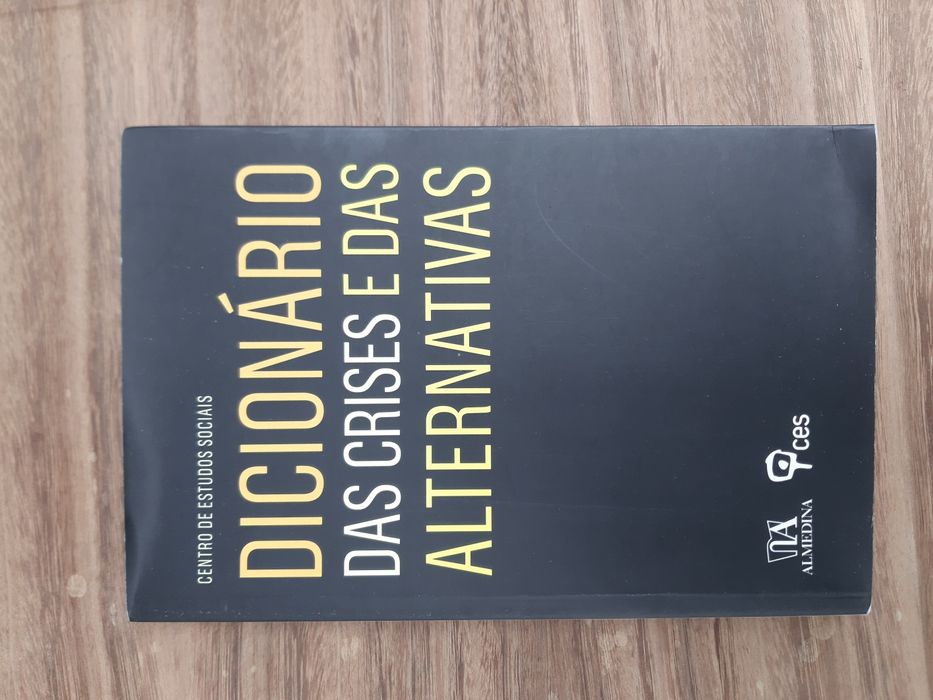 CENTRO DE ESTUDOS SOCIAIS
DICIONÁRIO
DAS CRISES E DAS
ALTERNATIVAS
ALMEDINA
ces